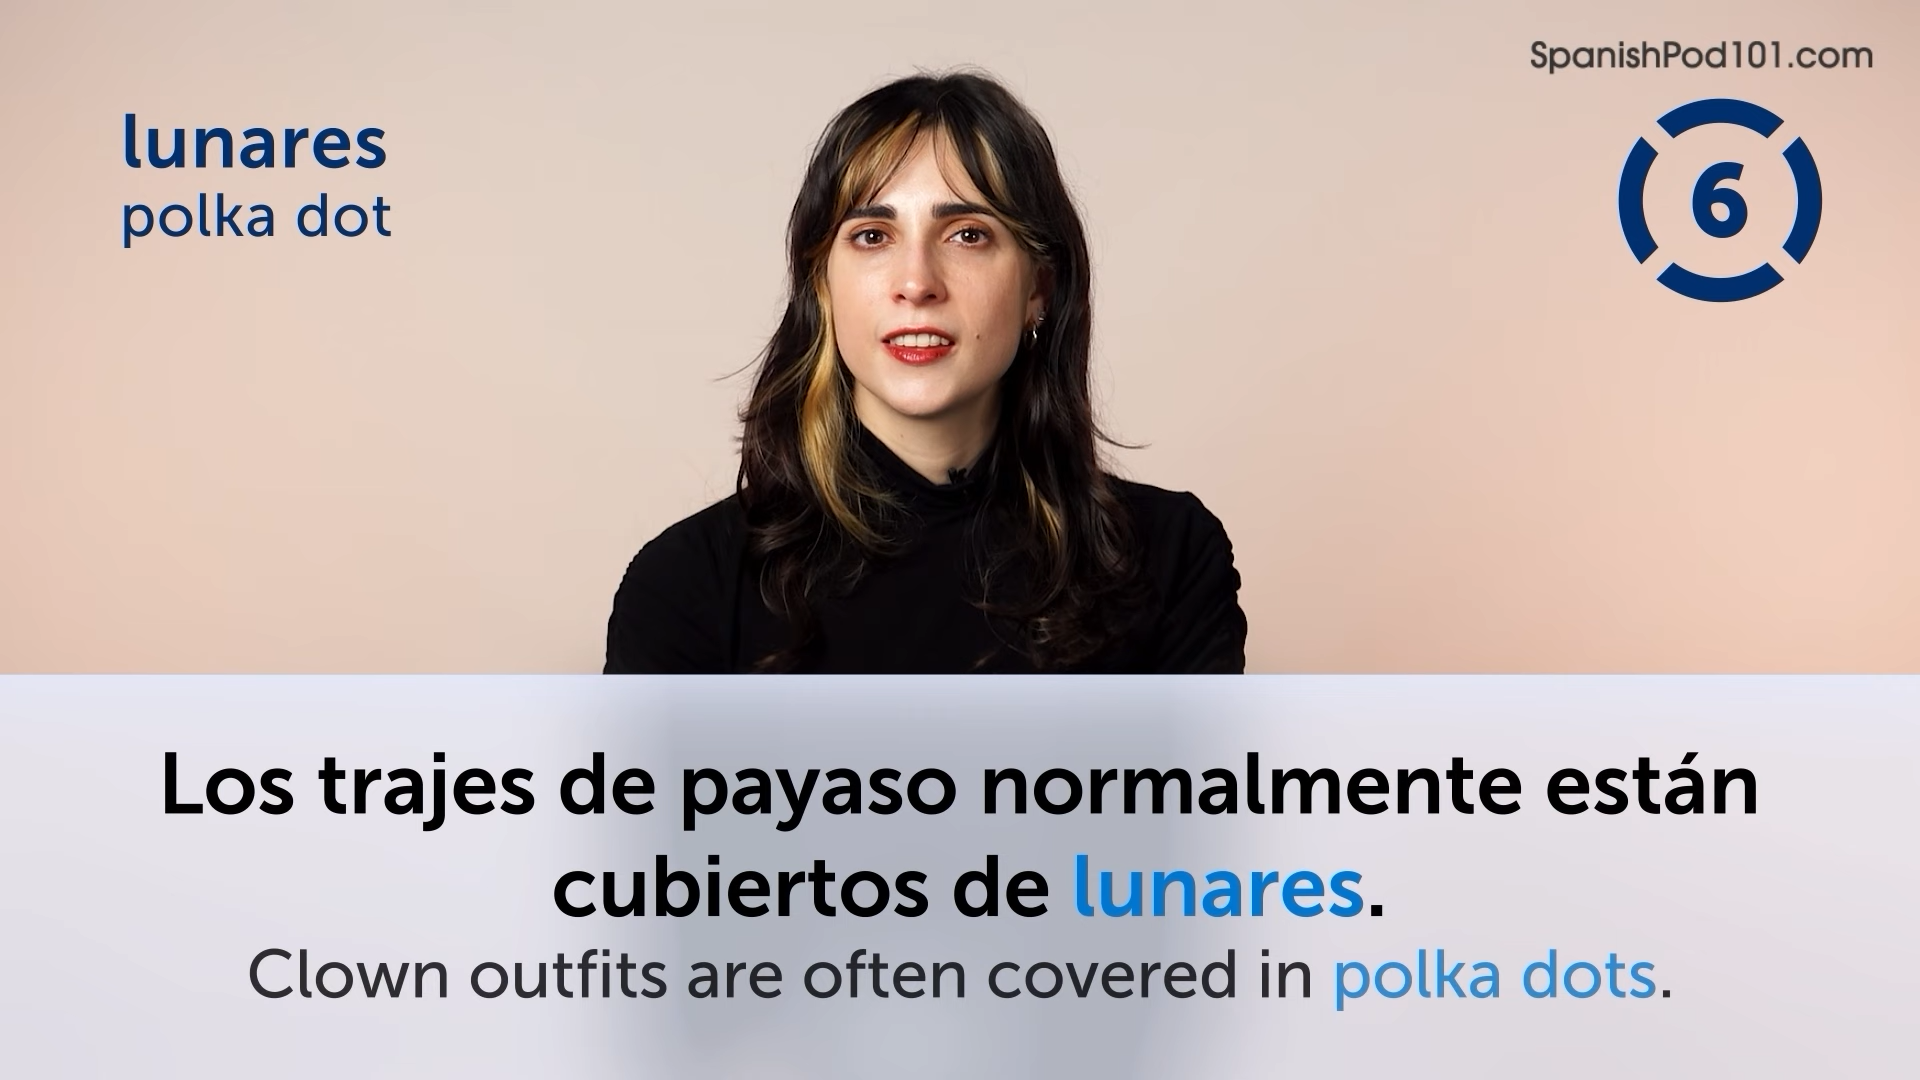 SpanishPod101.com
lunares
polka dot
6
Los trajes de payaso normalmente están
cubiertos de lunares.
Clown outfits are often covered in polka dots.